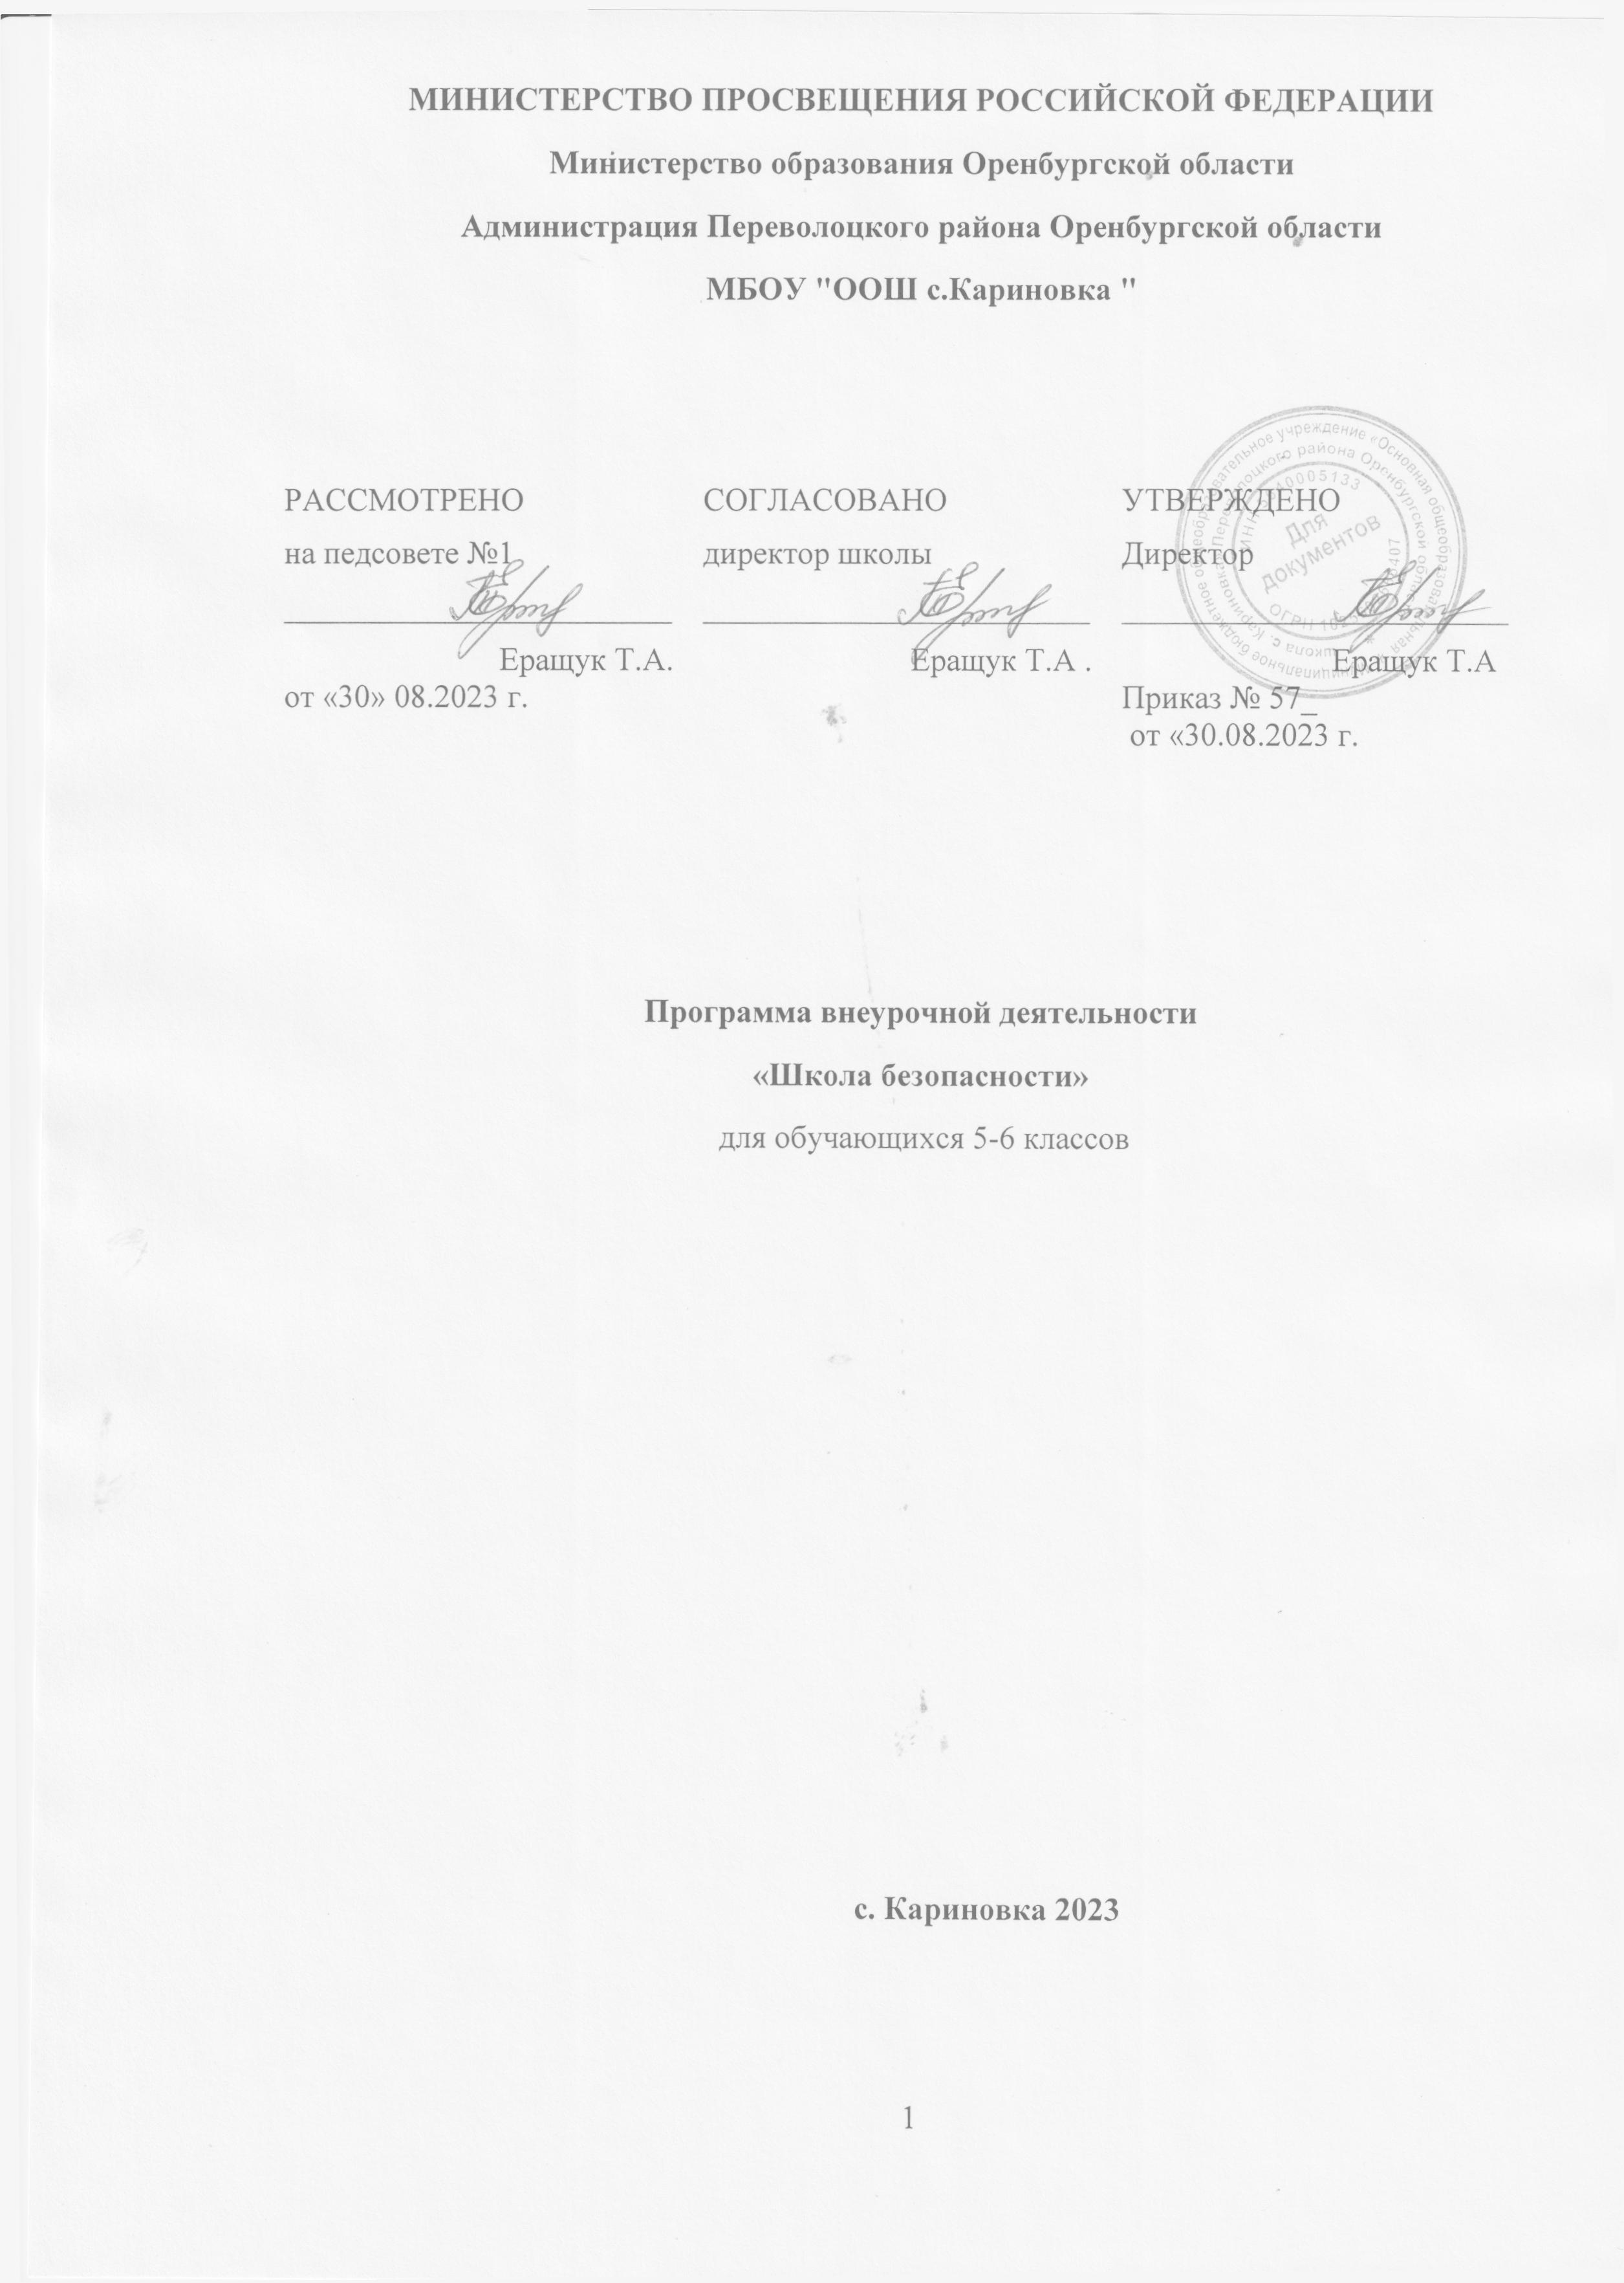 МИНИСТЕРСТВО ПРОСВЕЩЕНИЯ РОССИЙСКОЙ ФЕДЕРАЦИИ
Министерство образования Оренбургской области
Администрация Переволоцкого района Оренбургской области
МБОУ "ООШ с.Кариновка "
РАССМОТРЕНО
на педсовете №1
Еращук Т.А.
от «30» 08.2023 г.
СОГЛАСОВАНО
директор школы
Еращук Т.А .
УТВЕРЖДЕНО
Директор
Еращук Т.А
Приказ № 57_
от «30.08.2023 г.
Для
документов
Программа внеурочной деятельности
«Школа безопасности»
для обучающихся 5-6 классов
с. Кариновка 2023
1